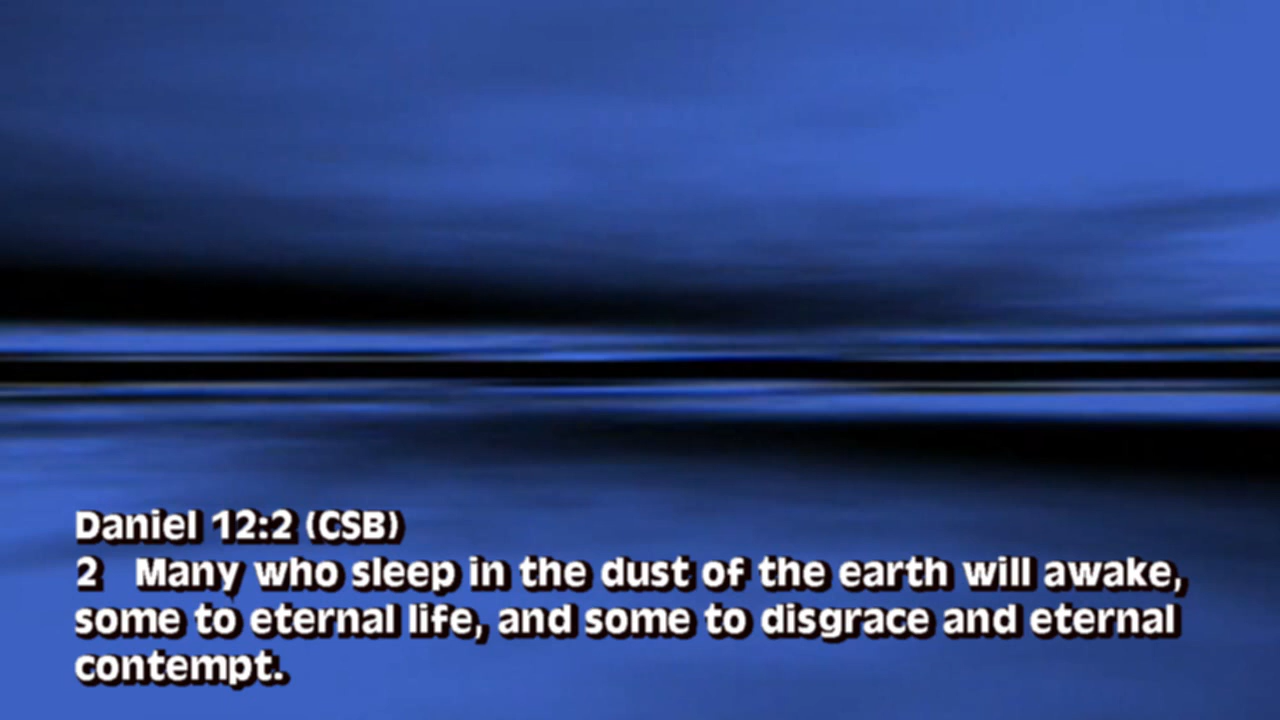 Daniel 12:2 (CSB)
2 Many who sleep in the dust of the earth will awake,
some to eternal life, and some to disgrace and eternal
contempt.